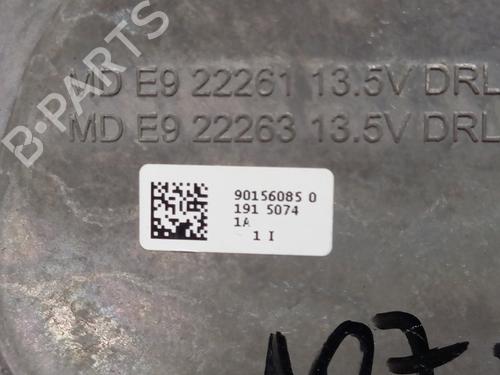 B-PARTS
MD E9 22261 13.5V DRL
MD E9 22263 13.5V DRL
90156085 0
191 5074
1A
1 I